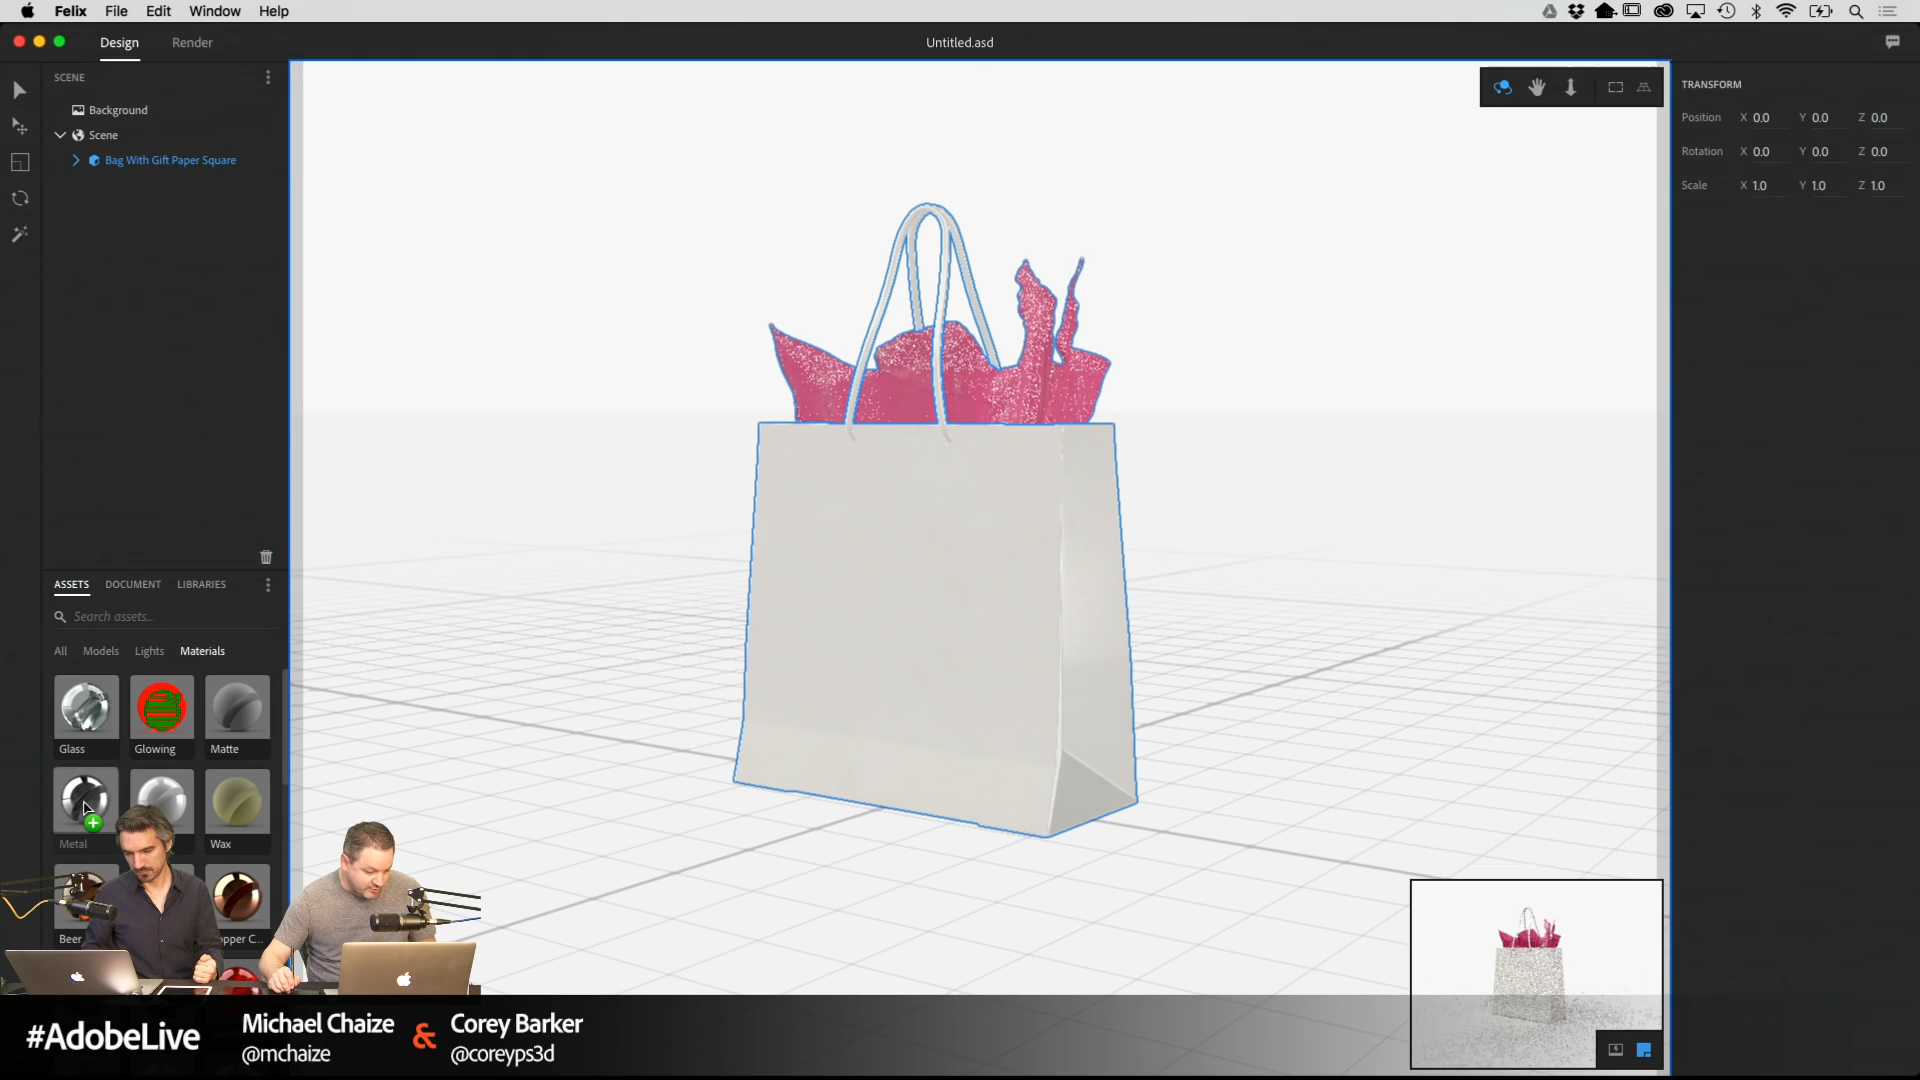 Felix File Edit Window Help
Design Render
Untitled.asd
SCENE
Background
Scene
Bag With Gift Paper Square
TRANSFORM
Position X 0.0 Y 0.0 Z 0.0
Rotation X 0.0 Y 0.0 Z 0.0
Scale X 1.0 Y 1.0 Z 1.0
ASSETS DOCUMENT LIBRARIES
Search assets...
All Models Lights Materials
Glass Glowing Matte
Metal Wax
Beer pper C...
#AdobeLive
Michael Chaize & Corey Barker
@mchaize @coreyps3d